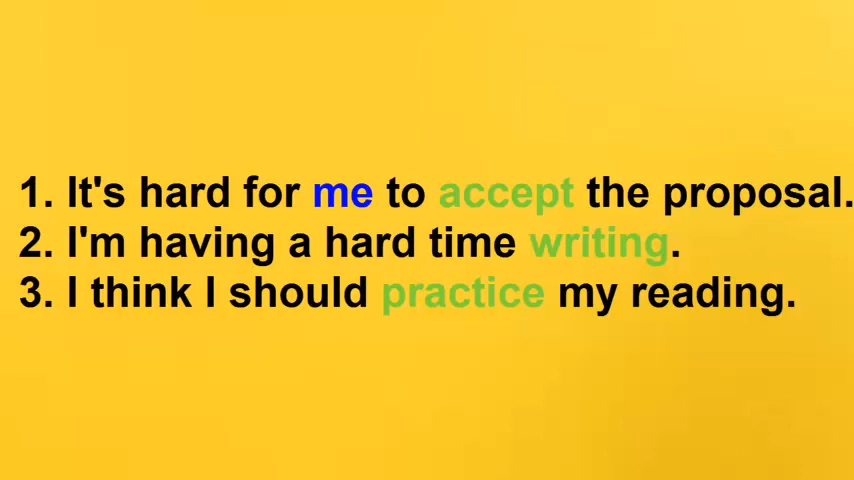 1. It's hard for me to accept the proposal.
2. I'm having a hard time writing.
3. I think I should practice my reading.